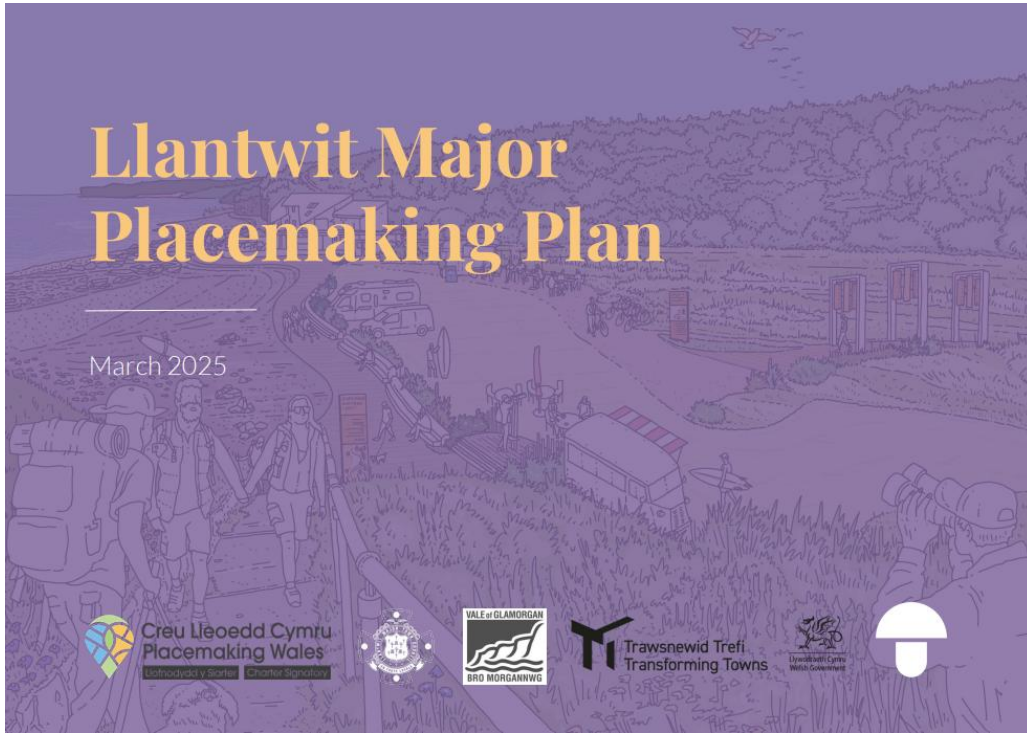 Llantwit Major
Placemaking Plan
March 2025
Creu Lleoedd Cymru
Placemaking Wales
Llofnodydd y Siarter
Charter Signatory
VALE of GLAMORGAN
BRO MORGANNWG
Trawsnewid Trefi
Transforming Towns
Llywodraeth Cymru
Welsh Government